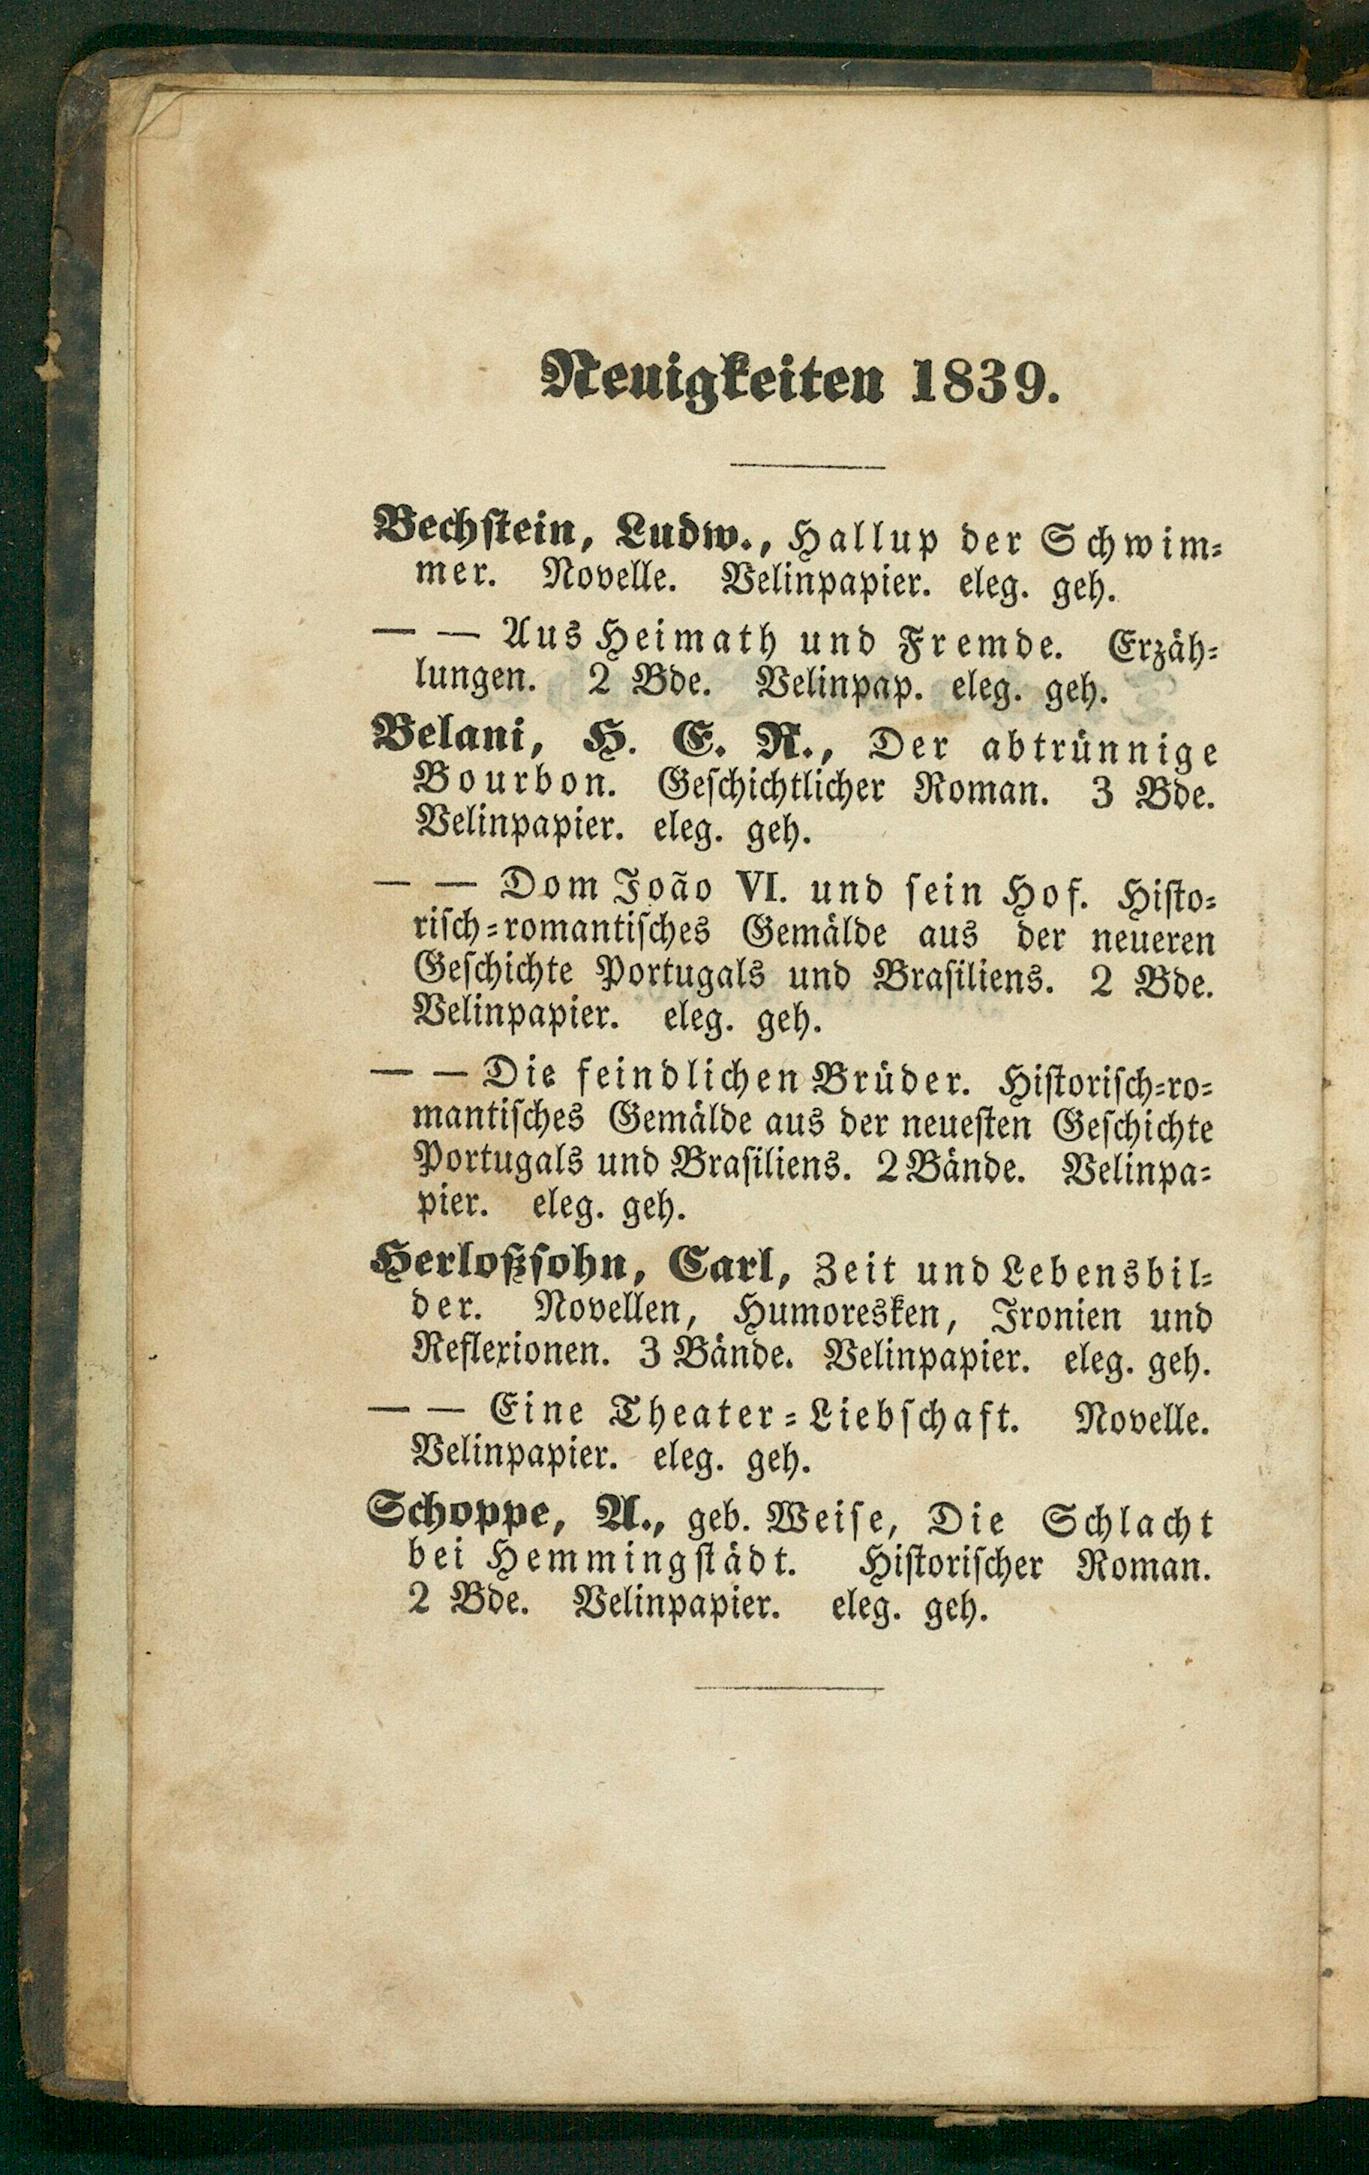 Neuigkeiten 1839.
Bechſtein, Ludw., Hallup der Schwim⸗
mer. Novelle. Velinpapier. eleg. geh.
— — Aus Heimath und Fremde. Erzäh⸗
lungen. 2 Bde. Velinpap. eleg. geh.
Belani, H. E. R., Der abtrünnige
Bourbon. Geſchichtlicher Roman. 3 Bde.
Velinpapier. eleg. geh.
— — Dom João VI. und ſein Hof. Hiſto⸗
riſch⸗romantiſches Gemälde aus der neueren
Geſchichte Portugals und Braſiliens. 2 Bde.
Velinpapier. eleg. geh.
— — Die feindlichen Brüder. Hiſtoriſch⸗ro⸗
mantiſches Gemälde aus der neueſten Geſchichte
Portugals und Braſiliens. 2 Bände. Velinpa⸗
pier. eleg. geh.
Herloßſohn, Carl, Zeit und Lebensbil⸗
der. Novellen, Humoresken, Ironien und
Reflexionen. 3 Bände. Velinpapier. eleg. geh.
— — Eine Theater⸗Liebſchaft. Novelle.
Velinpapier. eleg. geh.
Schoppe, A., geb. Weiſe, Die Schlacht
bei Hemmingſtädt. Hiſtoriſcher Roman.
2 Bde. Velinpapier. eleg. geh.